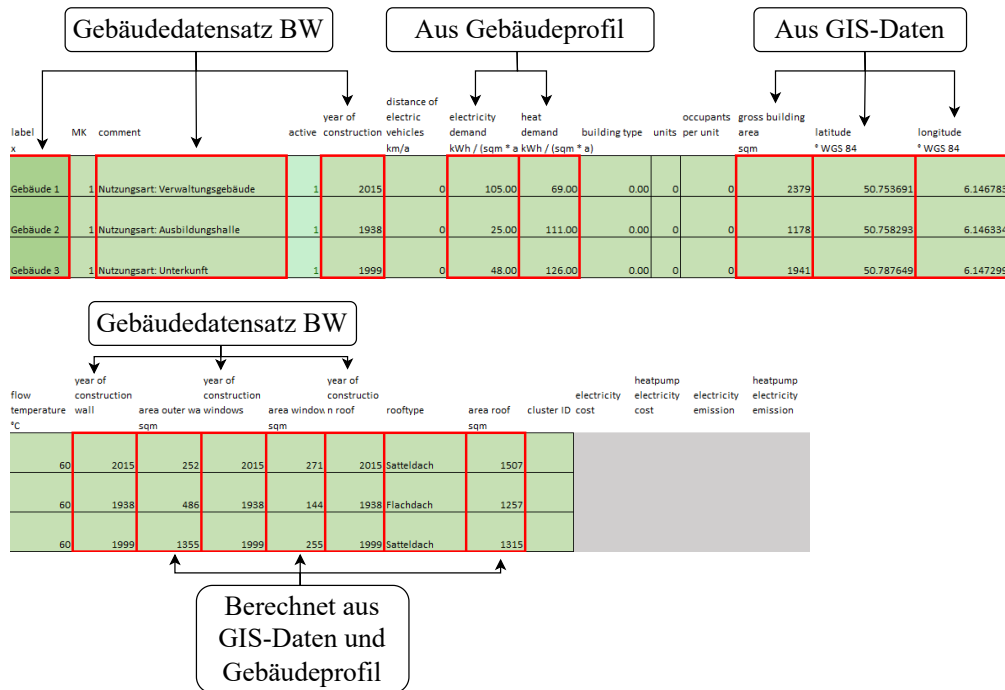 Gebäudedatensatz BW
Aus Gebäudeprofil
Aus GIS-Daten
label
x
MK
comment
active
year of
construction
distance of
electric
vehicles
km/a
electricity
demand
kWh / (sqm * a
heat
demand
kWh / (sqm * a)
building type
units
occupants
per unit
gross building
area
sqm
latitude
° WGS 84
longitude
° WGS 84
Gebäude 1 1 Nutzungsart: Verwaltungsgebäude 1 2015 0 105.00 69.00 0.00 0 0 2379 50.753691 6.146783
Gebäude 2 1 Nutzungsart: Ausbildungshalle 1 1938 0 25.00 111.00 0.00 0 0 1178 50.758293 6.146334
Gebäude 3 1 Nutzungsart: Unterkunft 1 1999 0 48.00 126.00 0.00 0 0 1941 50.787649 6.147299
Gebäudedatensatz BW
flow
temperature
°C
year of
construction
wall
area outer wa
sqm
year of
construction
windows
area window
sqm
year of
constructio
n roof
rooftype
area roof
sqm
cluster ID
electricity
cost
heatpump
electricity
cost
electricity
emission
heatpump
electricity
emission
60 2015 252 2015 271 2015 Satteldach 1507
60 1938 486 1938 144 1938 Flachdach 1257
60 1999 1355 1999 255 1999 Satteldach 1315
Berechnet aus
GIS-Daten und
Gebäudeprofil